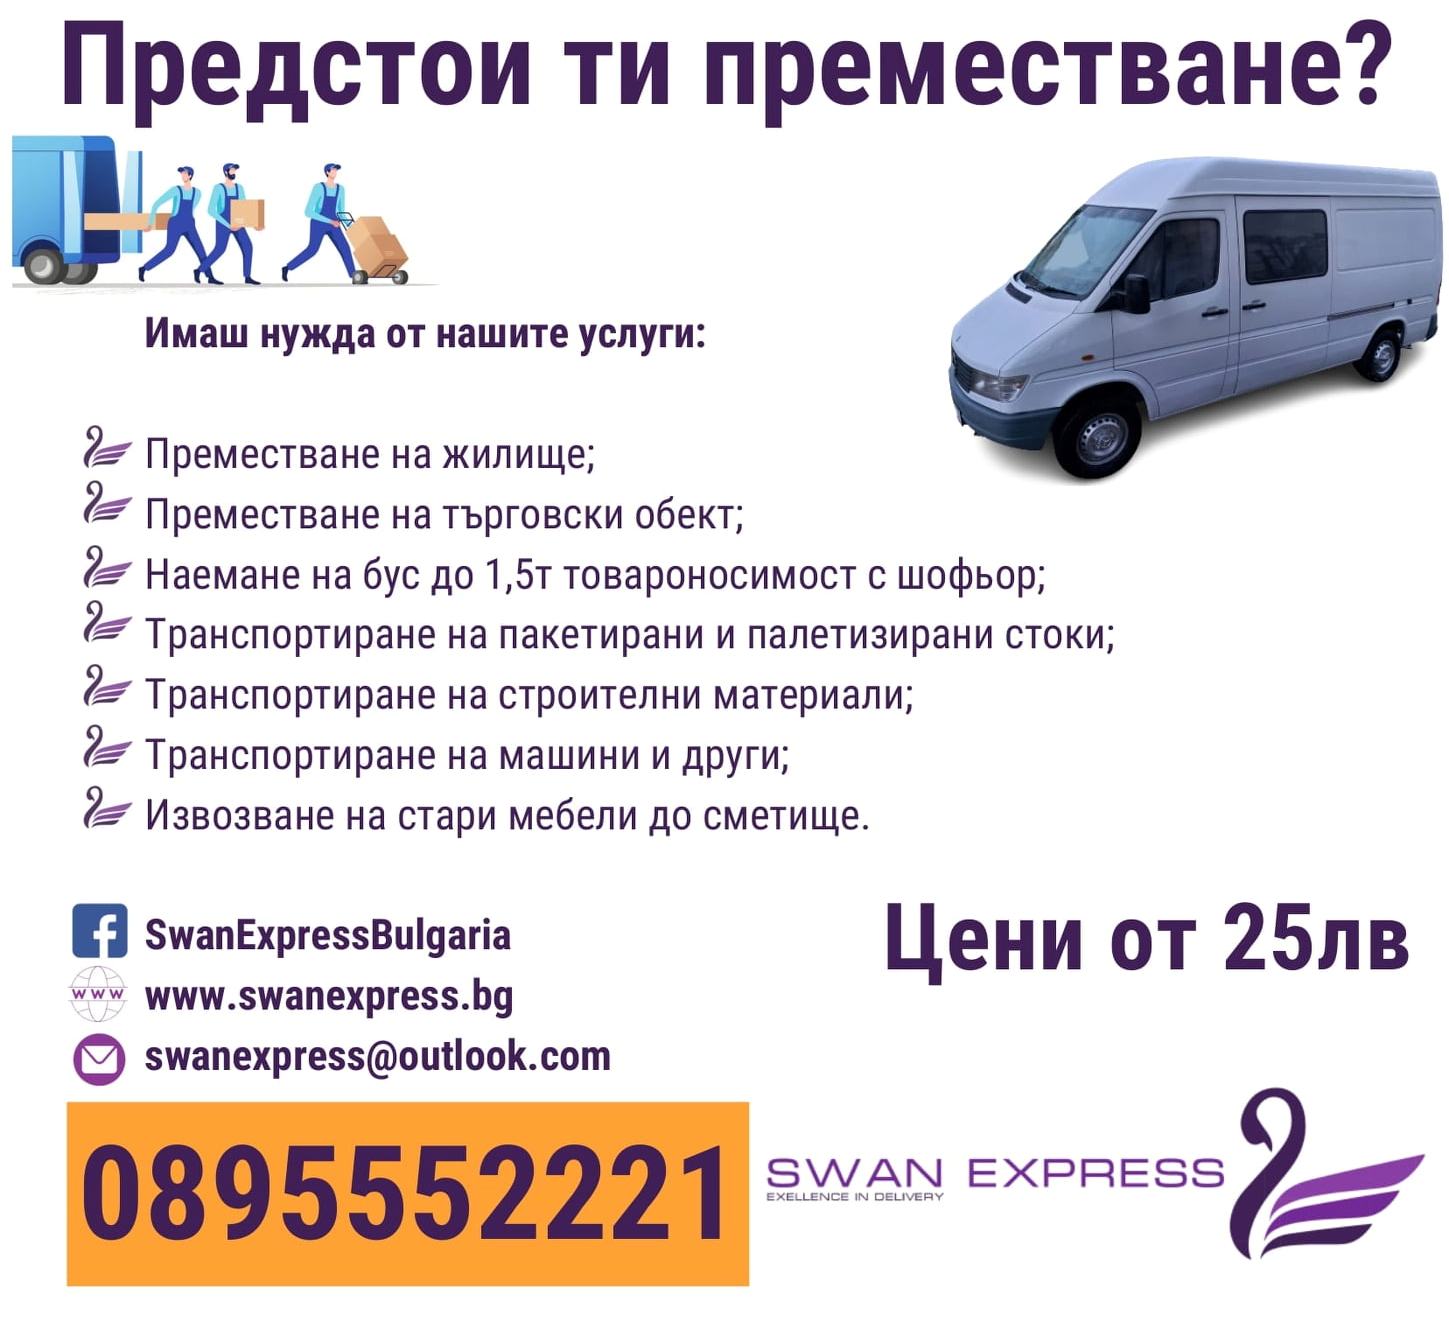 Предстои ти преместване?
Имаш нужда от нашите услуги:
Преместване на жилище;
Преместване на търговски обект;
Наемане на бус до 1,5т товароносимост с шофьор;
Транспортиране на пакетирани и палетизирани стоки;
Транспортиране на строителни материали;
Транспортиране на машини и други;
Извозване на стари мебели до сметище.
SwanExpressBulgaria
Цени от 25лв
www www.swanexpress.bg
swanexpress@outlook.com
0895552221
SWAN EXPRESS
EXELLENCE IN DELIVERY